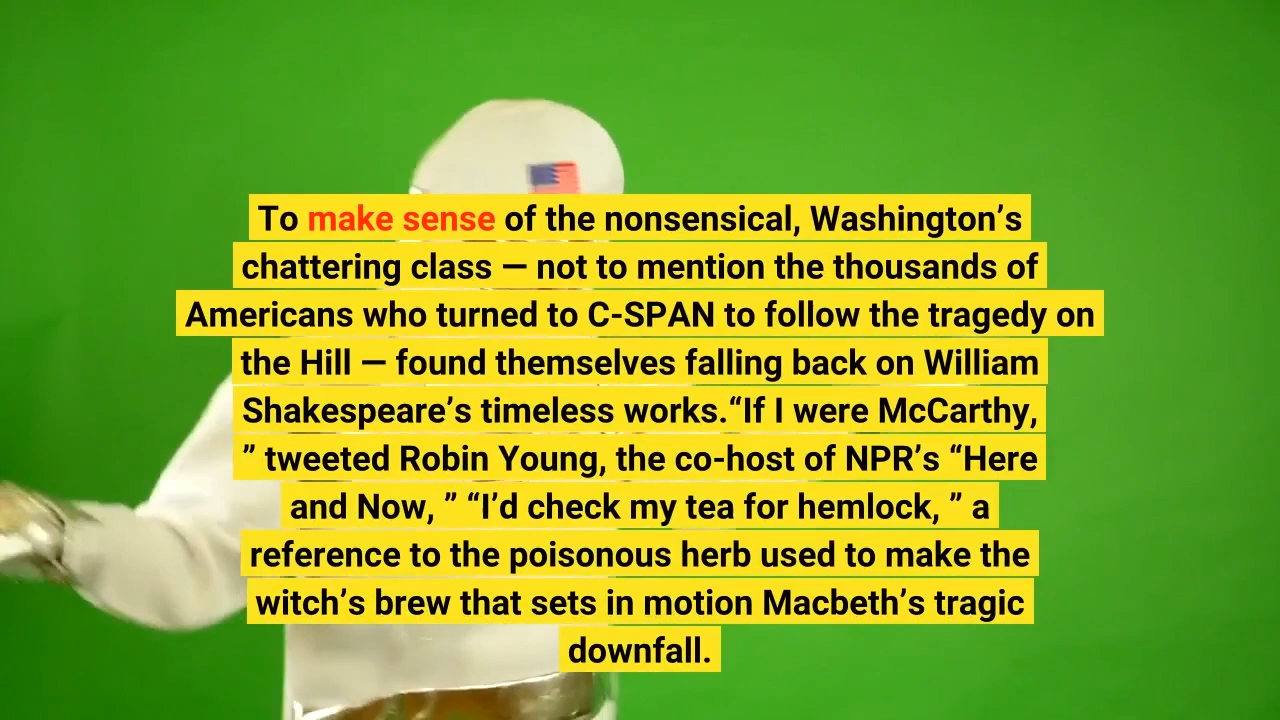 To make sense of the nonsensical, Washington’s
chattering class — not to mention the thousands of
Americans who turned to C-SPAN to follow the tragedy on
the Hill — found themselves falling back on William
Shakespeare’s timeless works.“If I were McCarthy,
” tweeted Robin Young, the co-host of NPR’s “Here
and Now, ” “I’d check my tea for hemlock, ” a
reference to the poisonous herb used to make the
witch’s brew that sets in motion Macbeth’s tragic
downfall.